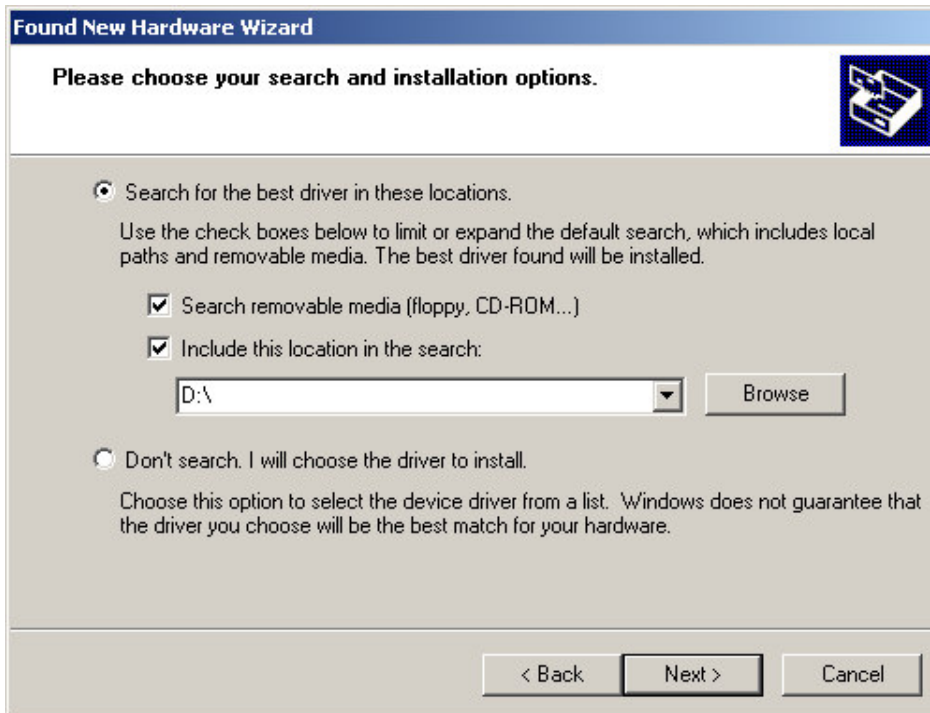 Found New Hardware Wizard
Please choose your search and installation options.
Search for the best driver in these locations.
Use the check boxes below to limit or expand the default search, which includes local
paths and removable media. The best driver found will be installed.
Search removable media (floppy, CD-ROM...)
Include this location in the search:
D:\
Browse
Don't search. I will choose the driver to install.
Choose this option to select the device driver from a list. Windows does not guarantee that
the driver you choose will be the best match for your hardware.
< Back
Next >
Cancel